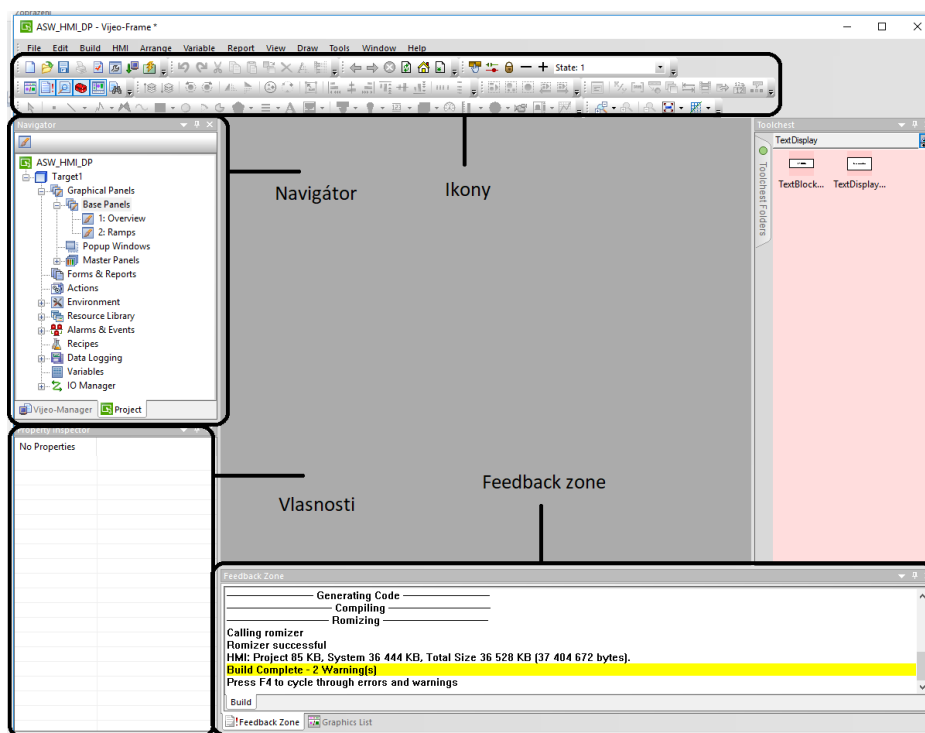 Zobrazení
ASW_HMI_DP - Vijeo-Frame *
File Edit Build HMI Arrange Variable Report View Draw Tools Window Help
State: 1
Navigator
ASW_HMI_DP
Target1
Graphical Panels
Base Panels
1: Overview
2: Ramps
Popup Windows
Master Panels
Forms & Reports
Actions
Environment
Resource Library
Alarms & Events
Recipes
Data Logging
Variables
IO Manager
Vijeo-Manager Project
Property Inspector
No Properties
Navigátor
Ikony
Vlasnosti
Feedback zone
Toolchest
TextDisplay
Toolchest Folders
TextBlock... TextDisplay...
Feedback Zone
Generating Code
Compiling
Romizing
Calling romizer
Romizer successful
HMI: Project 85 KB, System 36 444 KB, Total Size 36 528 KB (37 404 672 bytes).
Build Complete - 2 Warning(s)
Press F4 to cycle through errors and warnings
Build
Feedback Zone Graphics List